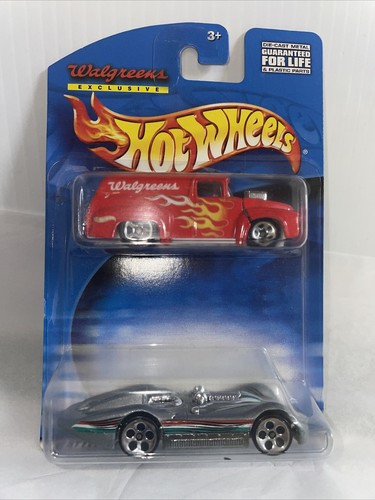 3+
DIE-CAST METAL
GUARANTEED
FOR LIFE
& PLASTIC PARTS
Walgreens
EXCLUSIVE
Hot Wheels
Walgreens